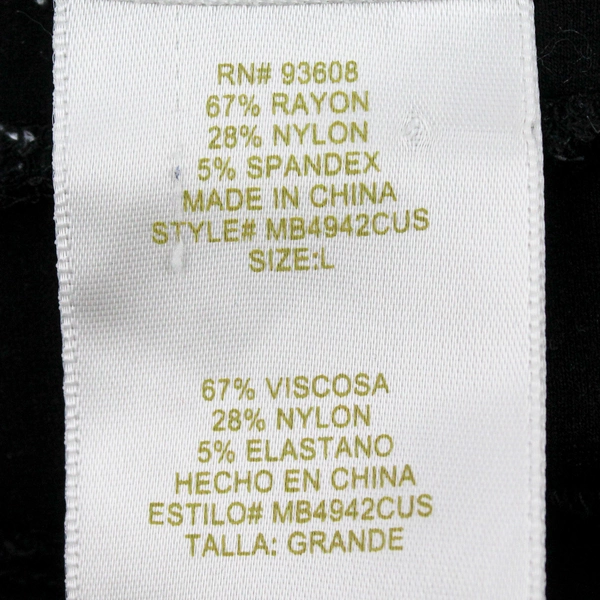 RN# 93608
67% RAYON
28% NYLON
5% SPANDEX
MADE IN CHINA
STYLE# MB4942CUS
SIZE:L
67% VISCOSA
28% NYLON
5% ELASTANO
HECHO EN CHINA
ESTILO# MB4942CUS
TALLA: GRANDE